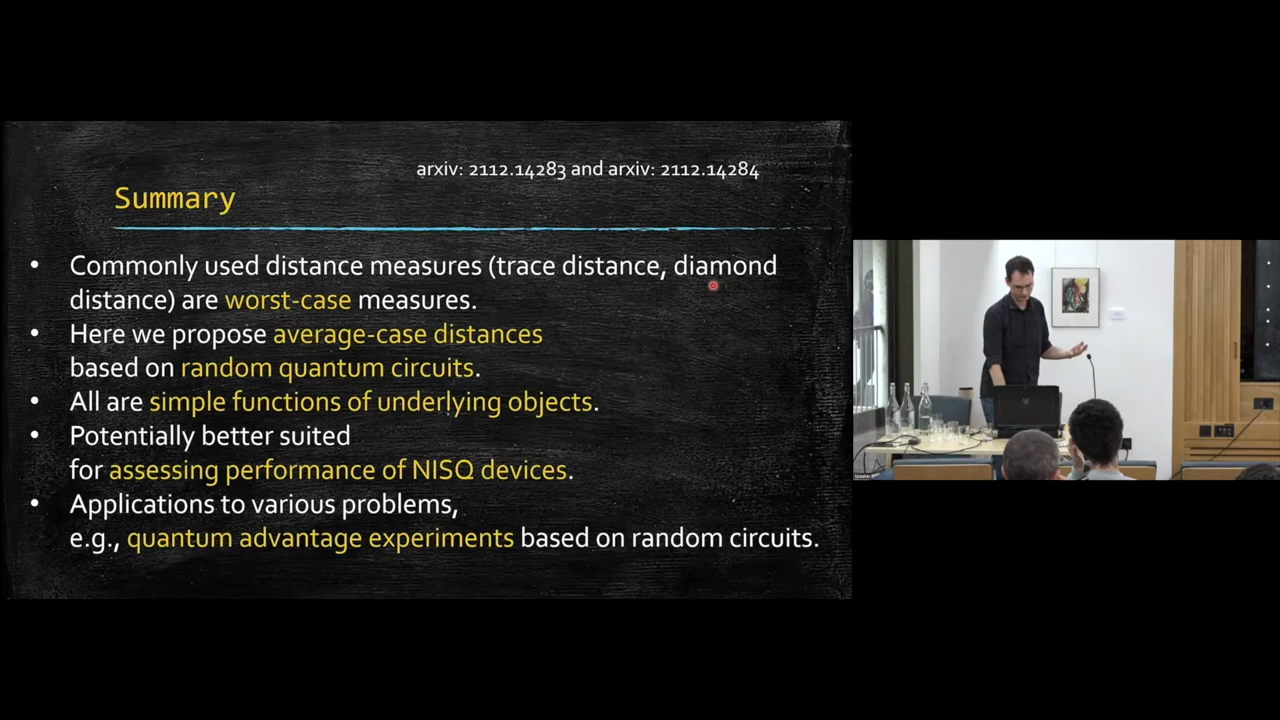 arxiv: 2112.14283 and arxiv: 2112.14284
Summary
• Commonly used distance measures (trace distance, diamond
distance) are worst-case measures.
• Here we propose average-case distances
based on random quantum circuits.
• All are simple functions of underlying objects.
• Potentially better suited
for assessing performance of NISQ devices.
• Applications to various problems,
e.g., quantum advantage experiments based on random circuits.
Speaker